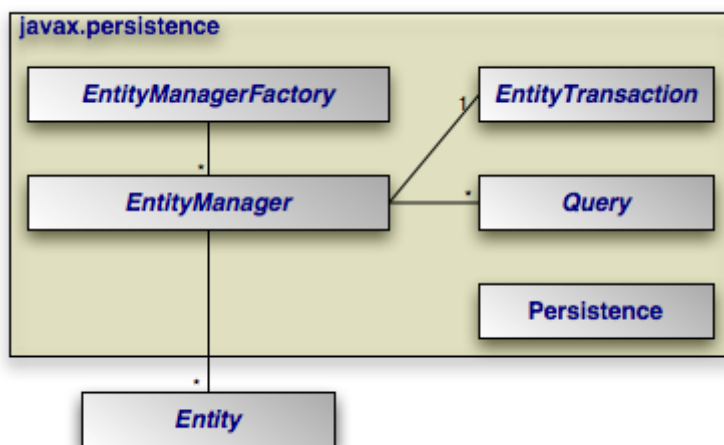 javax.persistence
EntityManagerFactory
EntityTransaction
1
*
EntityManager
*
Query
Persistence
*
Entity